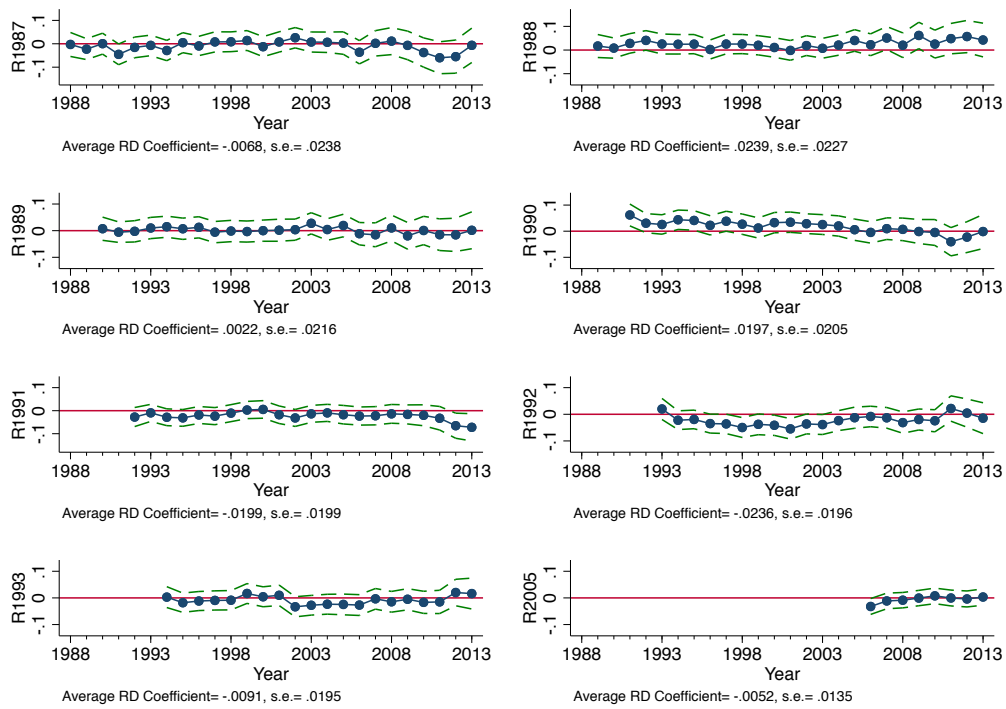 R1987
.1
0
-.1
1988 1993 1998 2003 2008 2013
Year
Average RD Coefficient= -.0068, s.e.= .0238
R1988
.1
0
-.1
1988 1993 1998 2003 2008 2013
Year
Average RD Coefficient= .0239, s.e.= .0227
R1989
.1
0
-.1
1988 1993 1998 2003 2008 2013
Year
Average RD Coefficient= .0022, s.e.= .0216
R1990
.1
0
-.1
1988 1993 1998 2003 2008 2013
Year
Average RD Coefficient= .0197, s.e.= .0205
R1991
.1
0
-.1
1988 1993 1998 2003 2008 2013
Year
Average RD Coefficient= -.0199, s.e.= .0199
R1992
.1
0
-.1
1988 1993 1998 2003 2008 2013
Year
Average RD Coefficient= -.0236, s.e.= .0196
R1993
.1
0
-.1
1988 1993 1998 2003 2008 2013
Year
Average RD Coefficient= -.0091, s.e.= .0195
R2005
.1
0
-.1
1988 1993 1998 2003 2008 2013
Year
Average RD Coefficient= -.0052, s.e.= .0135